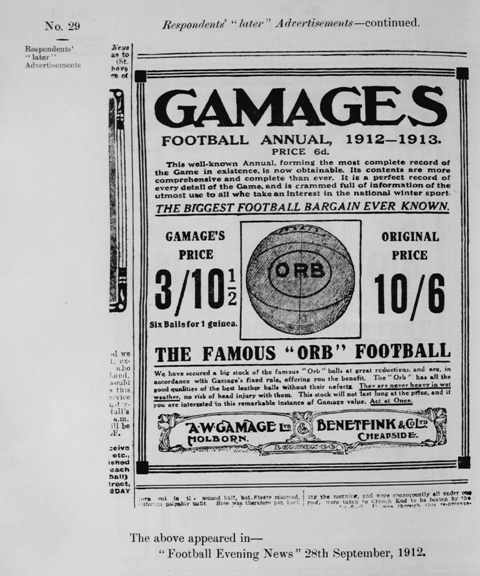 No. 29
Respondents' "later" Advertisements—continued.
Respondents'
"later"
Advertisements
GAMAGES
FOOTBALL ANNUAL, 1912–1913.
PRICE 6d.
This well-known Annual, forming the most complete record of
the Game in existence, is now obtainable. Its contents are more
comprehensive and complete than ever. It is a perfect record of
every detail of the Game, and is crammed full of information of the
utmost use to all who take an interest in the national winter sport.
THE BIGGEST FOOTBALL BARGAIN EVER KNOWN.
GAMAGE'S
PRICE
3/10½
Six Balls for 1 guinea.
ORB
ORIGINAL
PRICE
10/6
THE FAMOUS "ORB" FOOTBALL
We have secured a big stock of the famous "Orb" balls at great reductions, and are, in
accordance with Gamage's fixed rule, offering you the benefit. The "Orb" has all the
good qualities of the best leather balls without their defects. They are never heavy in wet
weather, no risk of head injury with them. This stock will not last long at the price, and if
you are interested in this remarkable instance of Gamage value, Act at Once.
A.W. GAMAGE Ltd & BENETFINK & Co Ltd
HOLBORN. CHEAPSIDE.
The above appeared in—
"Football Evening News" 28th September, 1912.